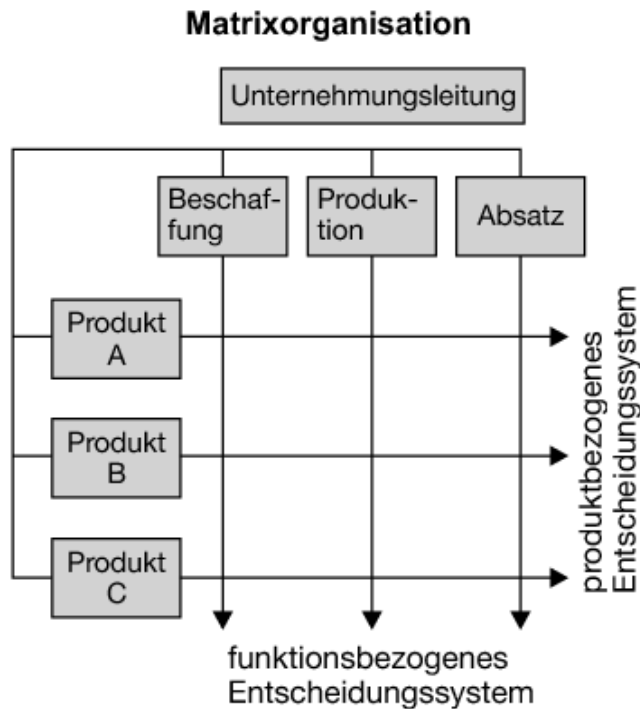 Matrixorganisation
Unternehmungsleitung
Beschaf-
fung
Produk-
tion
Absatz
Produkt
A
Produkt
B
Produkt
C
produktbezogenes
Entscheidungssystem
funktionsbezogenes
Entscheidungssystem